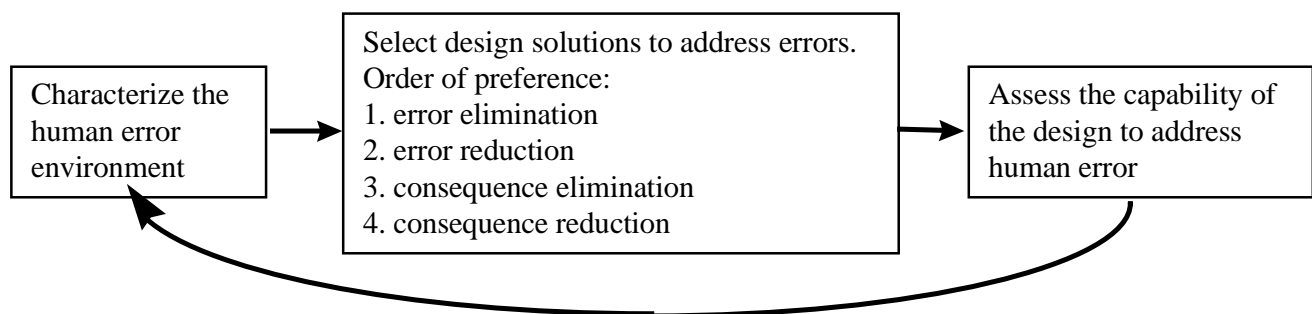 Characterize the
human error
environment
Select design solutions to address errors.
Order of preference:
1. error elimination
2. error reduction
3. consequence elimination
4. consequence reduction
Assess the capability of
the design to address
human error